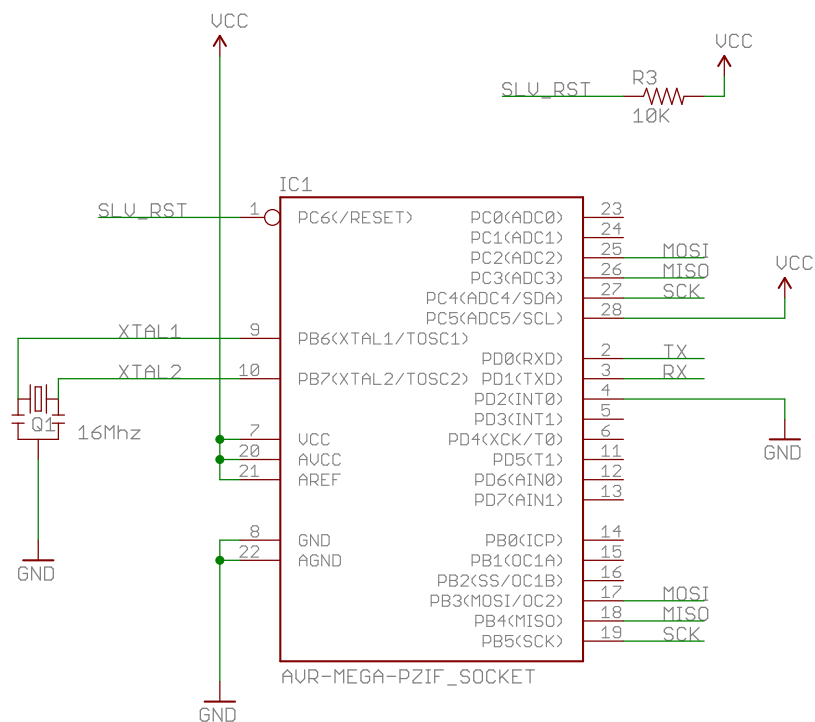 VCC
VCC
SLV_RST
R3
10K
IC1
SLV_RST
1
PC6(/RESET)
PC0(ADC0)
23
PC1(ADC1)
24
PC2(ADC2)
25
MOSI
PC3(ADC3)
26
MISO
VCC
PC4(ADC4/SDA)
27
SCK
PC5(ADC5/SCL)
28
XTAL1
9
PB6(XTAL1/TOSC1)
PD0(RXD)
2
TX
XTAL2
10
PB7(XTAL2/TOSC2)
PD1(TXD)
3
RX
PD2(INT0)
4
PD3(INT1)
5
Q1
16Mhz
7
VCC
PD4(XCK/T0)
6
GND
20
AVCC
PD5(T1)
11
21
AREF
PD6(AIN0)
12
PD7(AIN1)
13
8
GND
PB0(ICP)
14
22
AGND
PB1(OC1A)
15
GND
PB2(SS/OC1B)
16
PB3(MOSI/OC2)
17
MOSI
PB4(MISO)
18
MISO
PB5(SCK)
19
SCK
AVR-MEGA-PZIF_SOCKET
GND